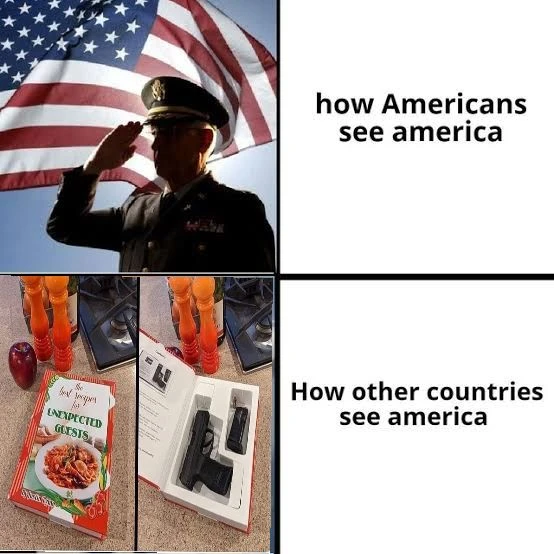 how Americans
see america
How other countries
see america
the
best recipes
for
UNEXPECTED
GUESTS